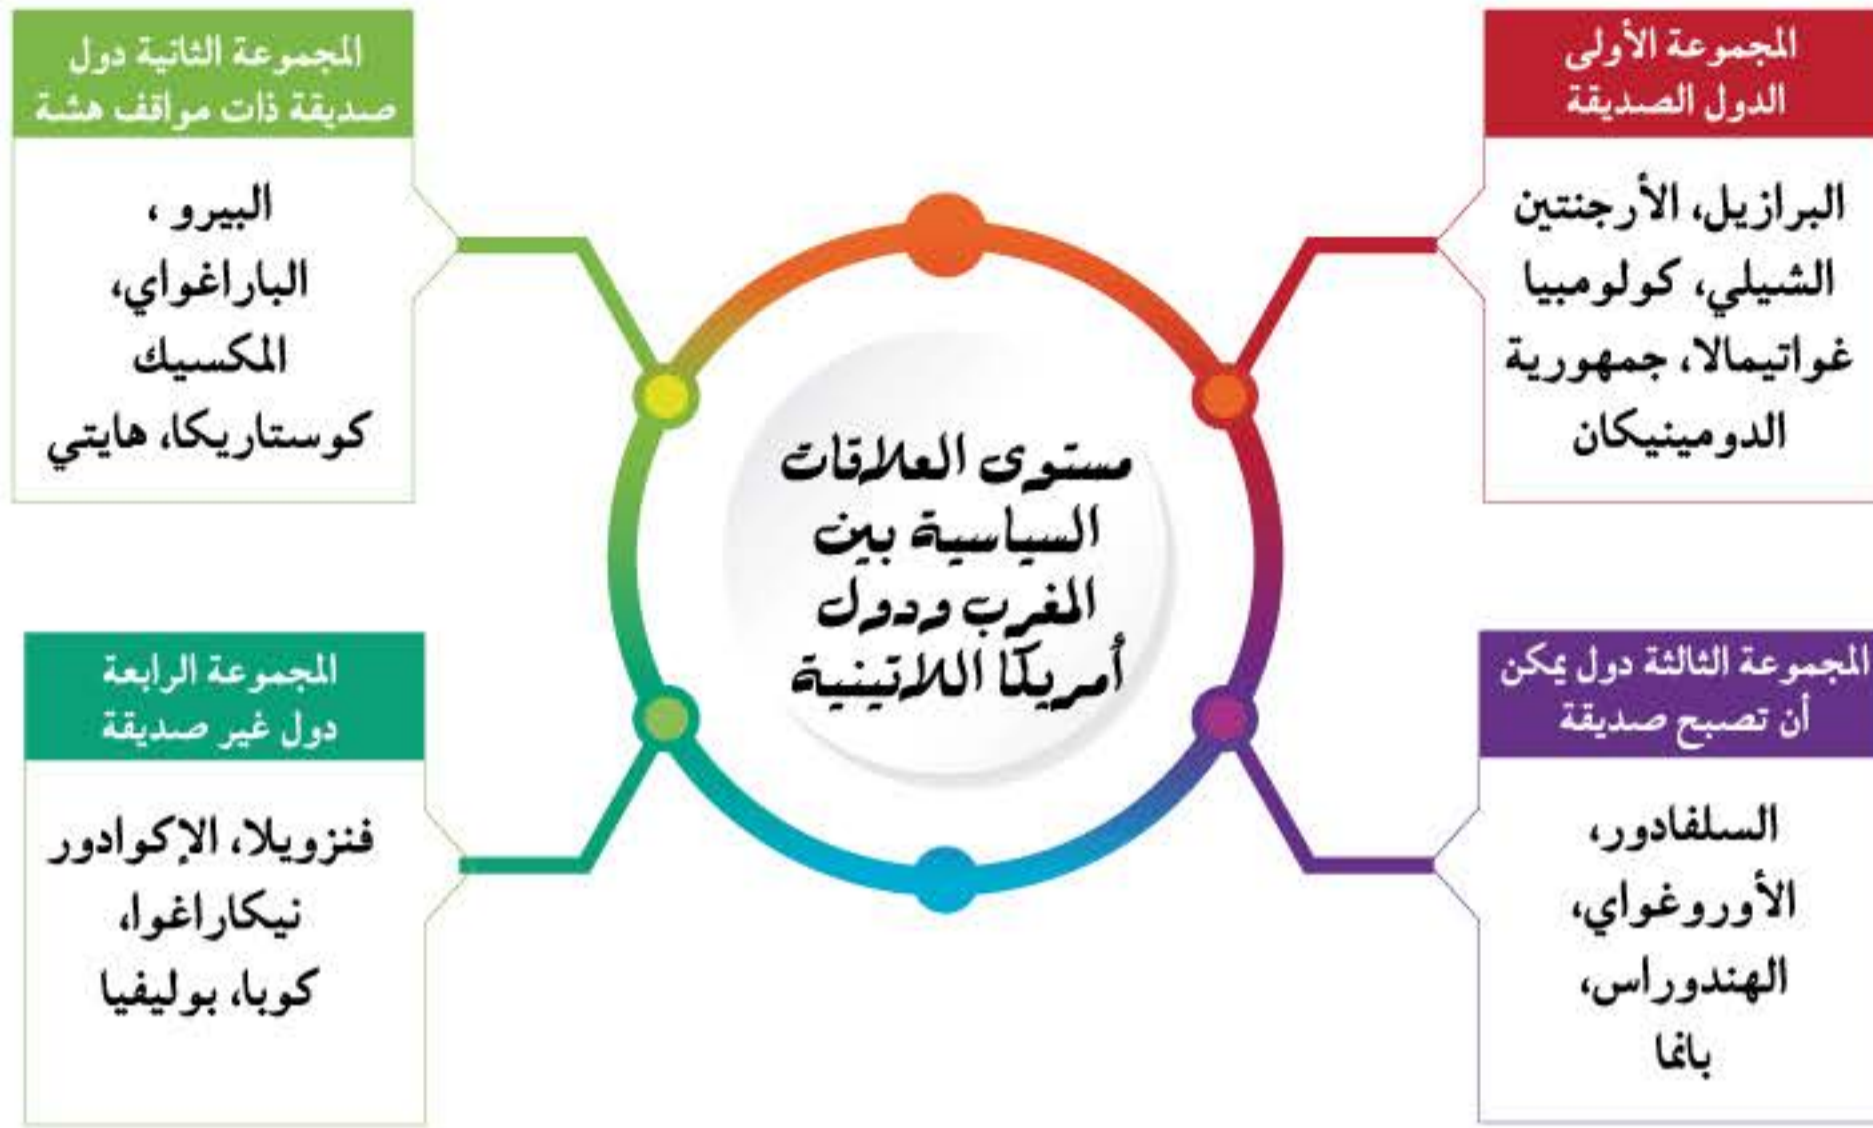 المجموعة الأولى
الدول الصديقة
البرازيل، الأرجنتين
الشيلي، كولومبيا
غواتيمالا، جمهورية
الدومينيكان
المجموعة الثانية دول
صديقة ذات مواقف هشة
البيرو ،
الباراغواي،
المكسيك
كوستاريكا، هايتي
مستوى العلاقات
السياسية بين
المغرب ودول
أمريكا اللاتينية
المجموعة الثالثة دول يمكن
أن تصبح صديقة
السلفادور،
الأوروغواي،
الهندوراس،
بانما
المجموعة الرابعة
دول غير صديقة
فنزويلا، الإكوادور
نيكاراغوا،
كوبا، بوليفيا